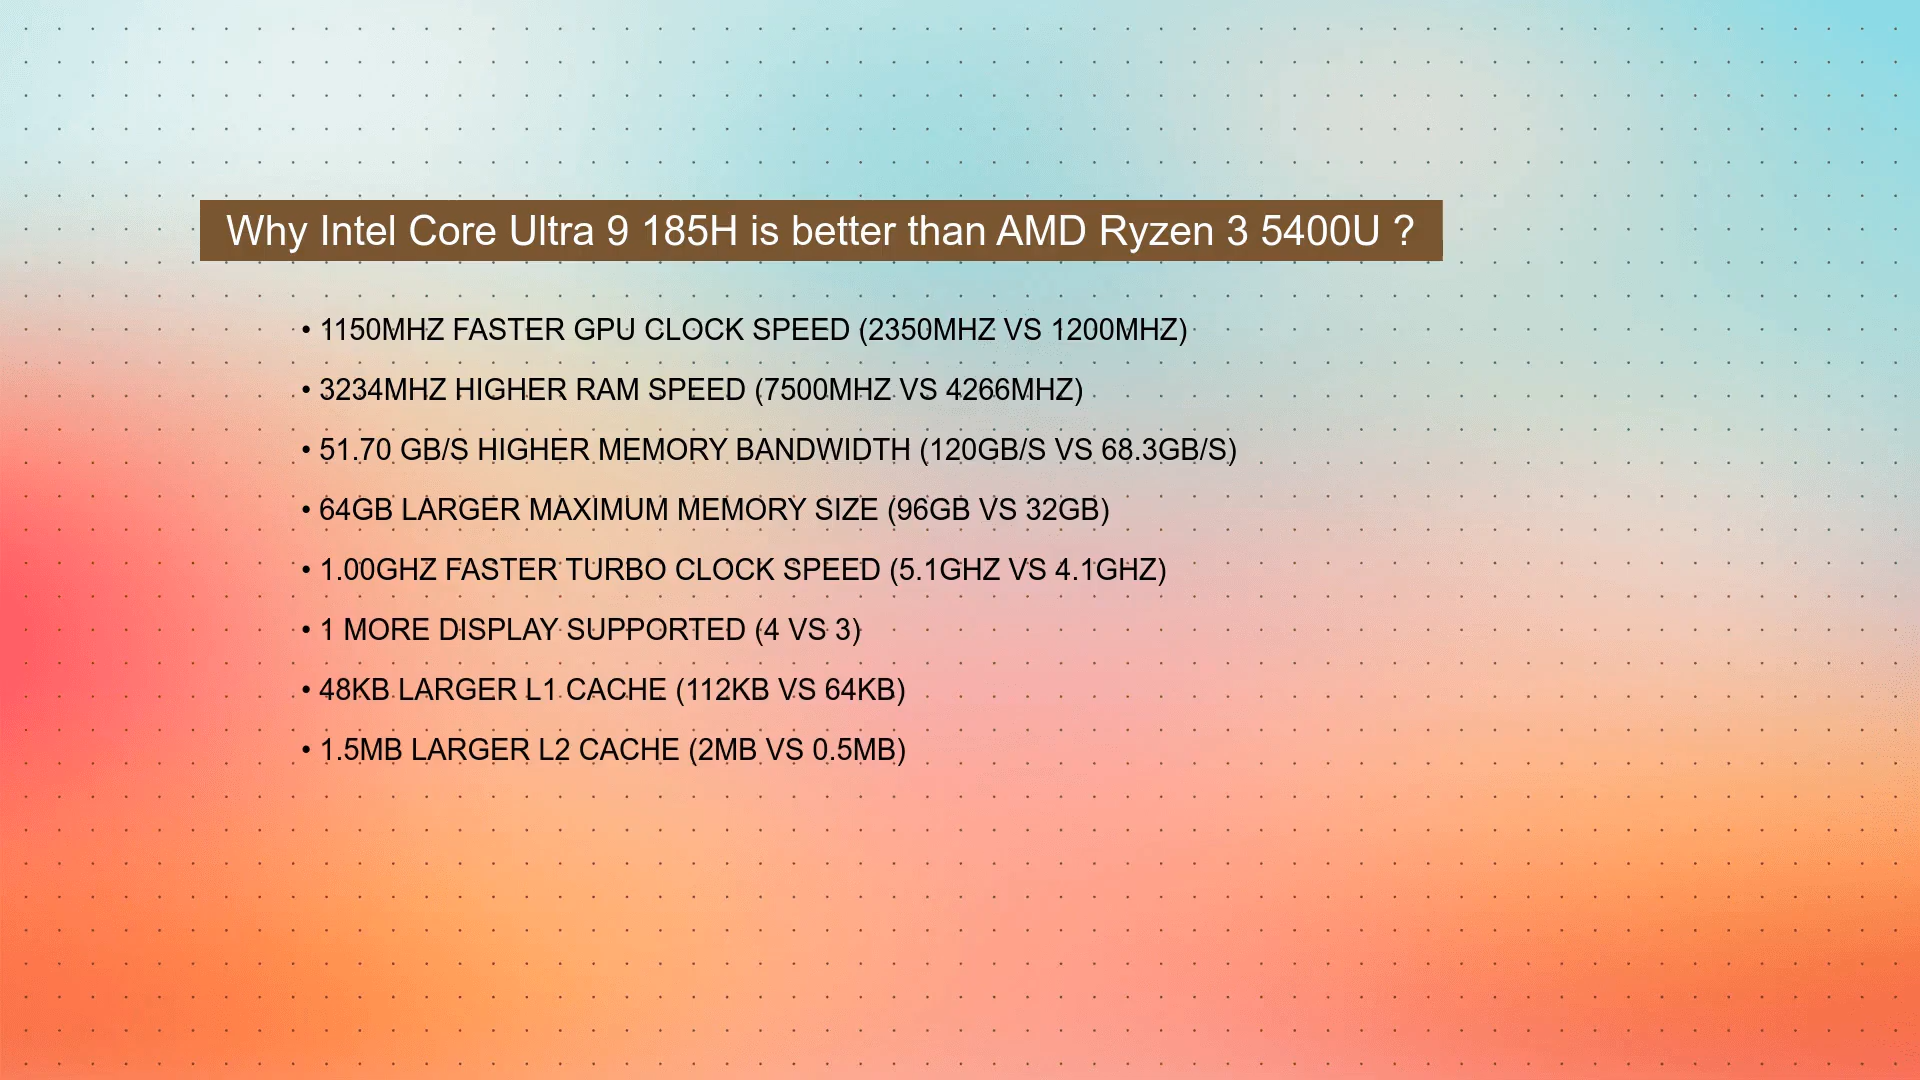 Why Intel Core Ultra 9 185H is better than AMD Ryzen 3 5400U ?
• 1150MHZ FASTER GPU CLOCK SPEED (2350MHZ VS 1200MHZ)
• 3234MHZ HIGHER RAM SPEED (7500MHZ VS 4266MHZ)
• 51.70 GB/S HIGHER MEMORY BANDWIDTH (120GB/S VS 68.3GB/S)
• 64GB LARGER MAXIMUM MEMORY SIZE (96GB VS 32GB)
• 1.00GHZ FASTER TURBO CLOCK SPEED (5.1GHZ VS 4.1GHZ)
• 1 MORE DISPLAY SUPPORTED (4 VS 3)
• 48KB LARGER L1 CACHE (112KB VS 64KB)
• 1.5MB LARGER L2 CACHE (2MB VS 0.5MB)